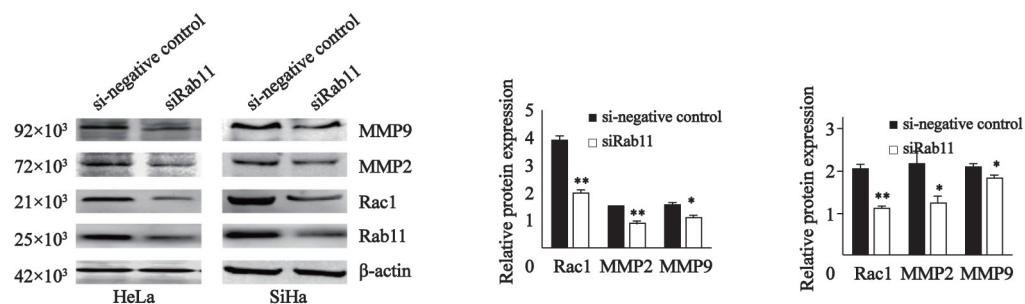 si-negative control
siRab11
si-negative control
siRab11
92×10³
MMP9
72×10³
MMP2
21×10³
Rac1
25×10³
Rab11
42×10³
β-actin
HeLa
SiHa
Relative protein expression
5
4
3
2
1
0
si-negative control
siRab11
**
**
*
Rac1 MMP2 MMP9
Relative protein expression
3
2
1
0
si-negative control
siRab11
**
*
*
Rac1 MMP2 MMP9